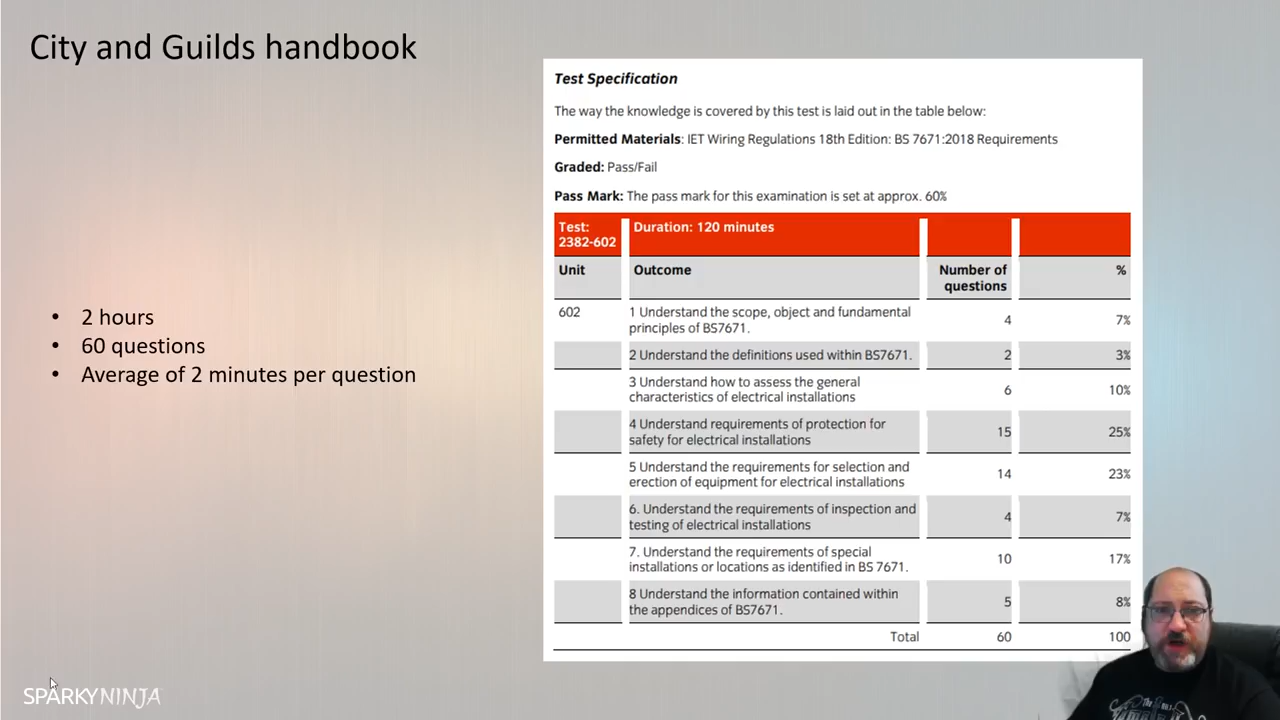 City and Guilds handbook
Test Specification
The way the knowledge is covered by this test is laid out in the table below:
Permitted Materials: IET Wiring Regulations 18th Edition: BS 7671:2018 Requirements
Graded: Pass/Fail
Pass Mark: The pass mark for this examination is set at approx. 60%
Test: 2382-602 Duration: 120 minutes
Unit Outcome Number of questions %
602 1 Understand the scope, object and fundamental principles of BS7671. 4 7%
2 Understand the definitions used within BS7671. 2 3%
3 Understand how to assess the general characteristics of electrical installations 6 10%
4 Understand requirements of protection for safety for electrical installations 15 25%
5 Understand the requirements for selection and erection of equipment for electrical installations 14 23%
6. Understand the requirements of inspection and testing of electrical installations 4 7%
7. Understand the requirements of special installations or locations as identified in BS 7671. 10 17%
8 Understand the information contained within the appendices of BS7671. 5 8%
Total 60 100
• 2 hours
• 60 questions
• Average of 2 minutes per question
SPARKYNINJA